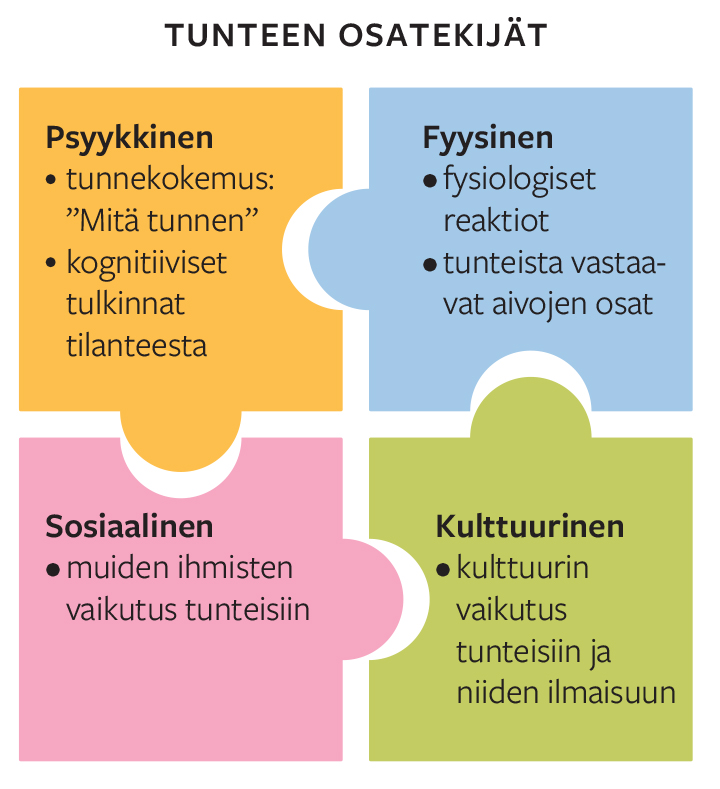 TUNTEEN OSATEKIJÄT
Psyykkinen
• tunnekokemus:
”Mitä tunnen”
• kognitiiviset
tulkinnat
tilanteesta
Fyysinen
• fysiologiset
reaktiot
• tunteista vastaa-
vat aivojen osat
Sosiaalinen
• muiden ihmisten
vaikutus tunteisiin
Kulttuurinen
• kulttuurin
vaikutus
tunteisiin ja
niiden ilmaisuun